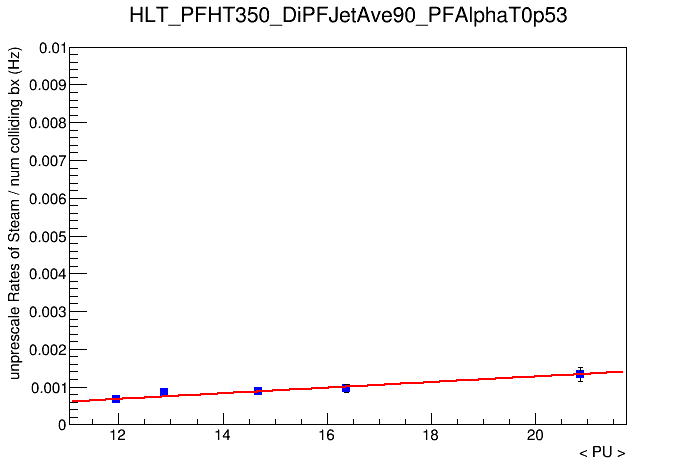 HLT_PFHT350_DiPFJetAve90_PFAlphaT0p53
unprescale Rates of Steam / num colliding bx (Hz)
0.01
0.009
0.008
0.007
0.006
0.005
0.004
0.003
0.002
0.001
0
12 14 16 18 20
< PU >